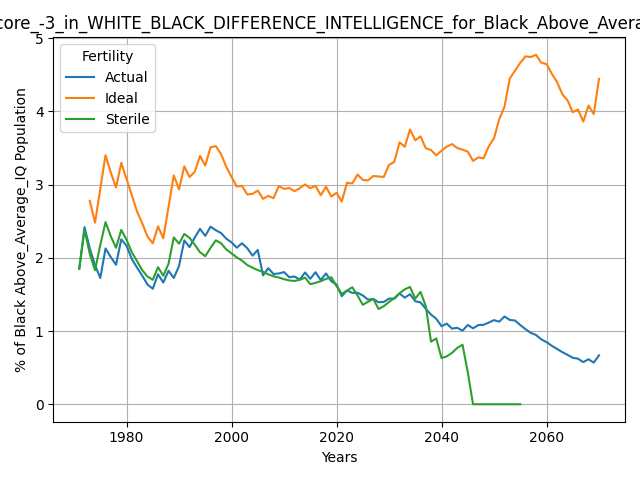 core_-3_in_WHITE_BLACK_DIFFERENCE_INTELLIGENCE_for_Black_Above_Avera
Fertility
Actual
Ideal
Sterile
% of Black Above_Average_IQ Population
5
4
3
2
1
0
1980
2000
2020
2040
2060
Years